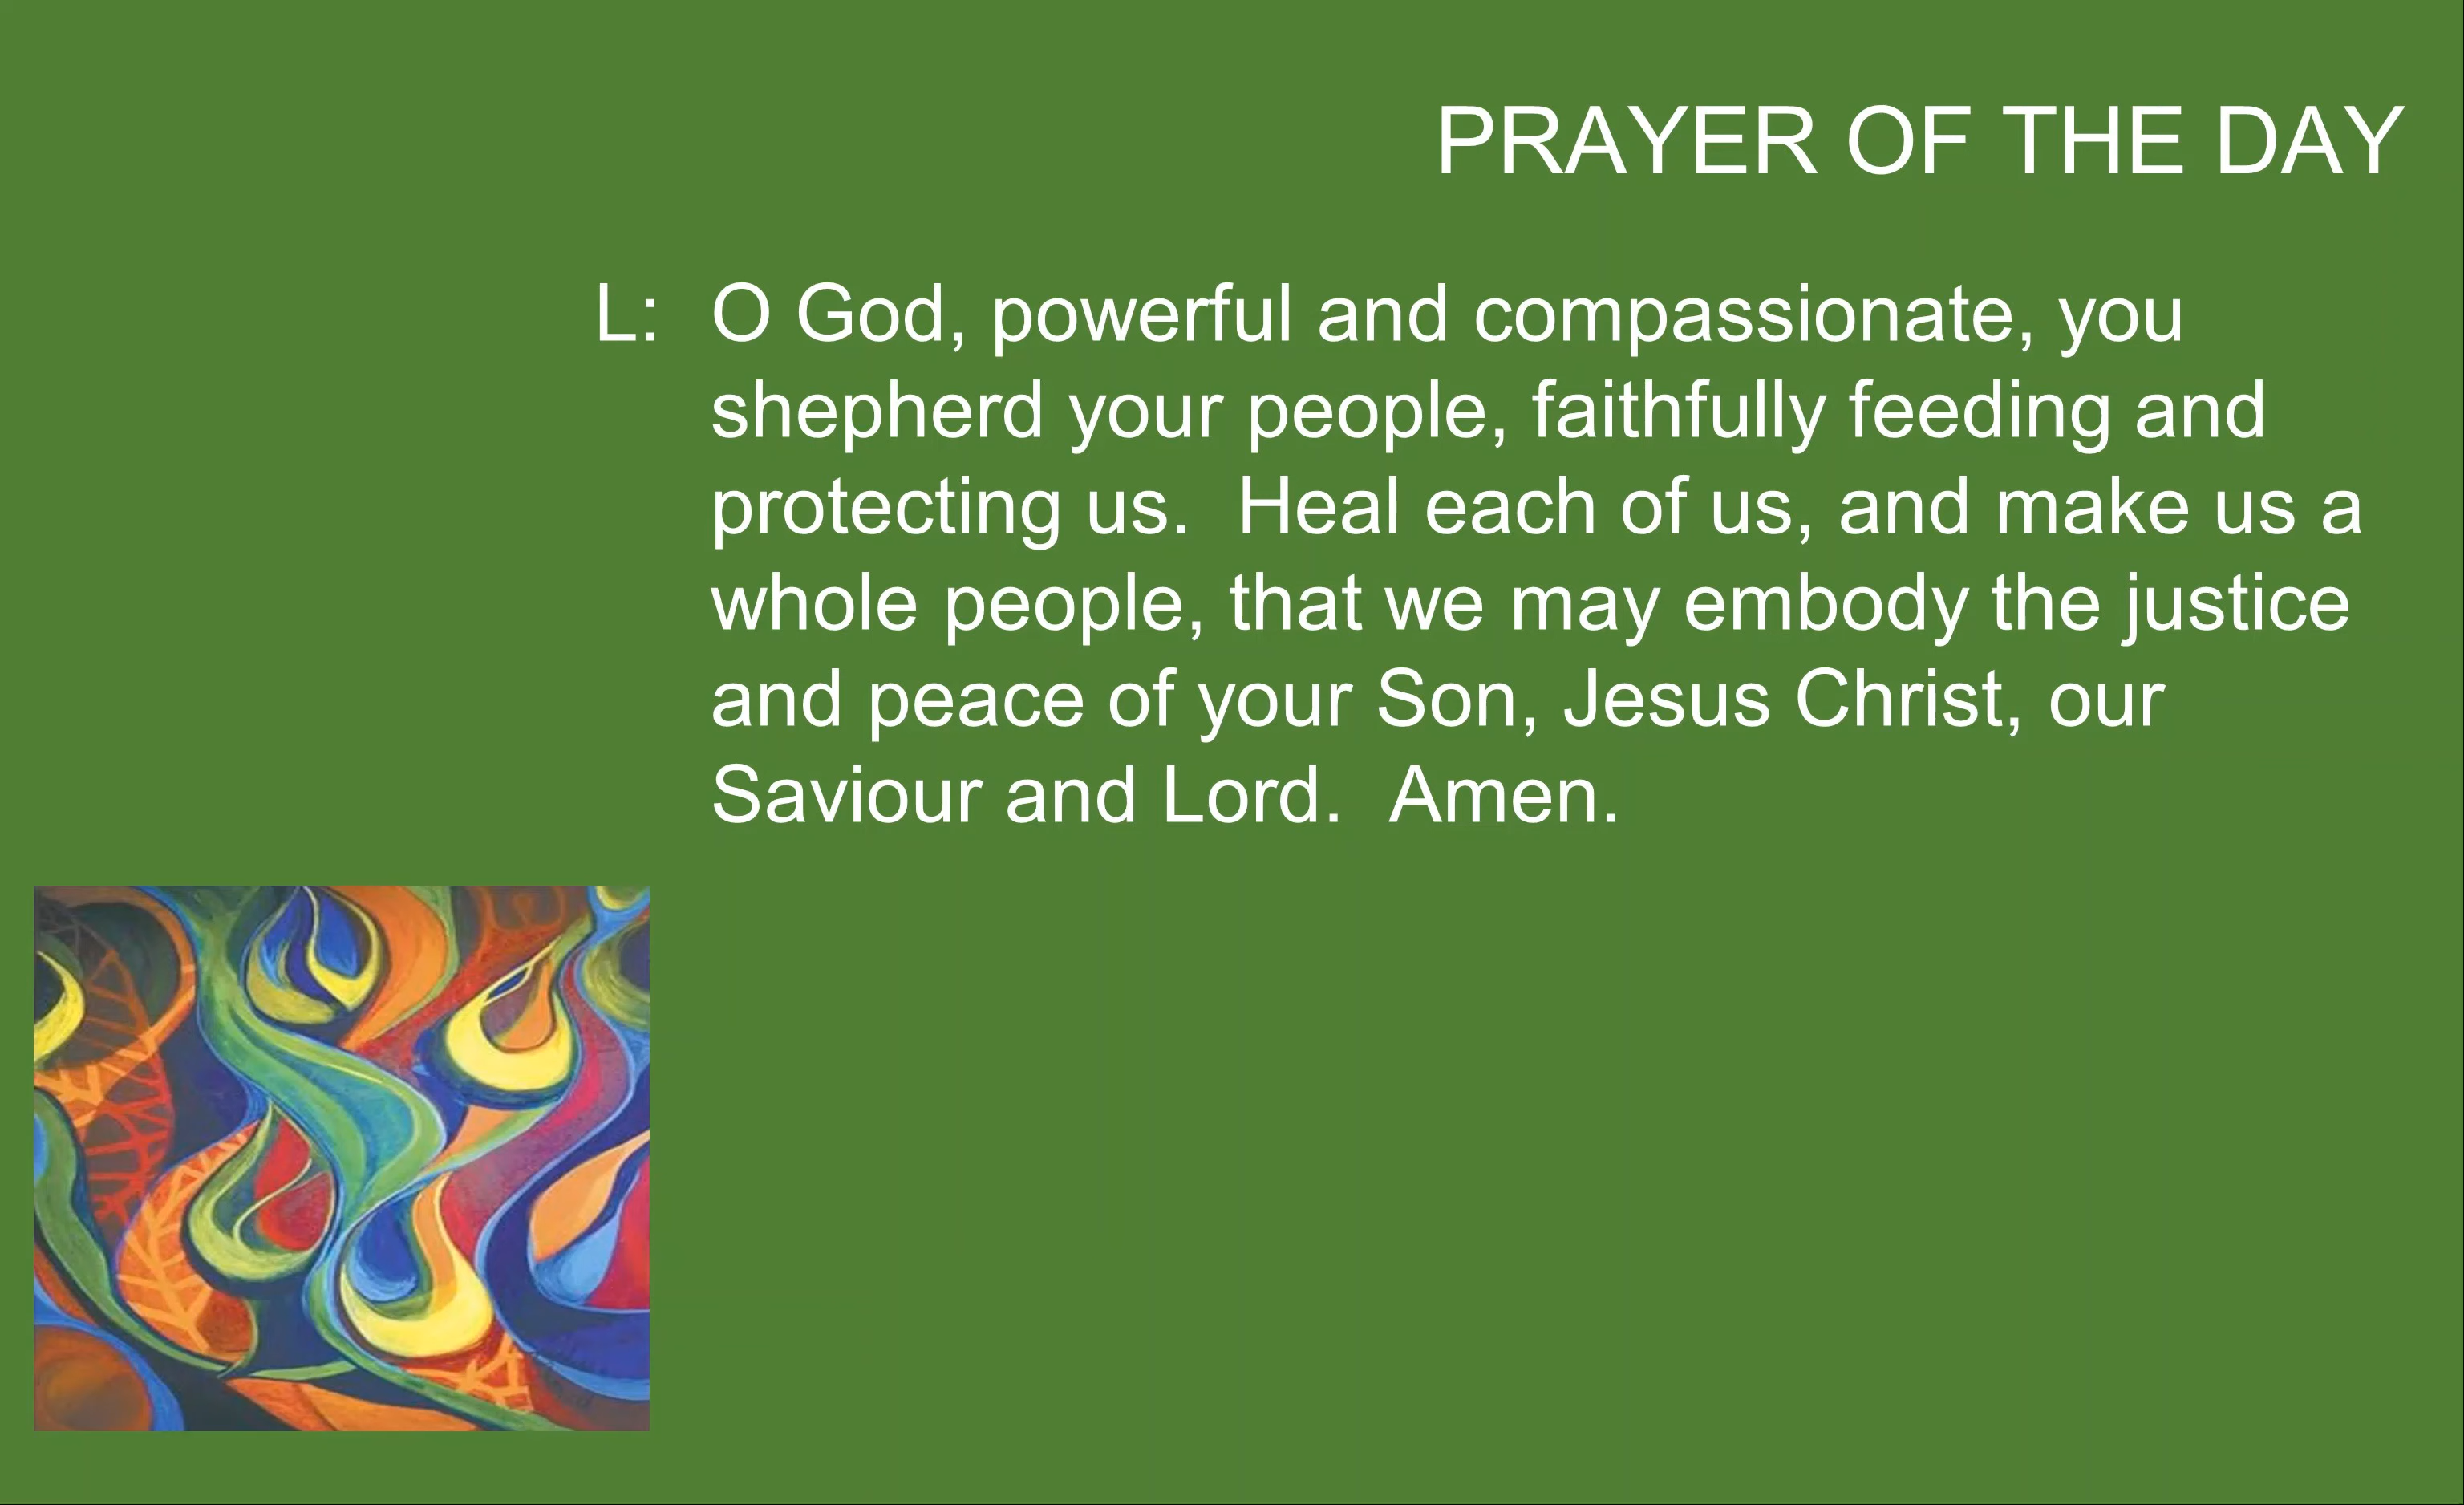 PRAYER OF THE DAY
L: O God, powerful and compassionate, you
shepherd your people, faithfully feeding and
protecting us.  Heal each of us, and make us a
whole people, that we may embody the justice
and peace of your Son, Jesus Christ, our
Saviour and Lord.  Amen.